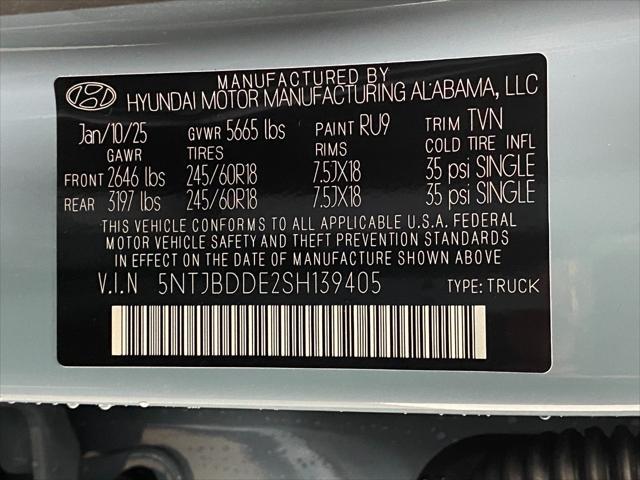 MANUFACTURED BY
HYUNDAI MOTOR MANUFACTURING ALABAMA, LLC
Jan/10/25 GVWR 5665 lbs PAINT RU9 TRIM TVN
GAWR TIRES RIMS COLD TIRE INFL
FRONT 2646 lbs 245/60R18 7.5JX18 35 psi SINGLE
REAR 3197 lbs 245/60R18 7.5JX18 35 psi SINGLE
THIS VEHICLE CONFORMS TO ALL APPLICABLE U.S.A. FEDERAL
MOTOR VEHICLE SAFETY AND THEFT PREVENTION STANDARDS
IN EFFECT ON THE DATE OF MANUFACTURE SHOWN ABOVE.
V.I.N 5NTJBDDE2SH139405 TYPE: TRUCK